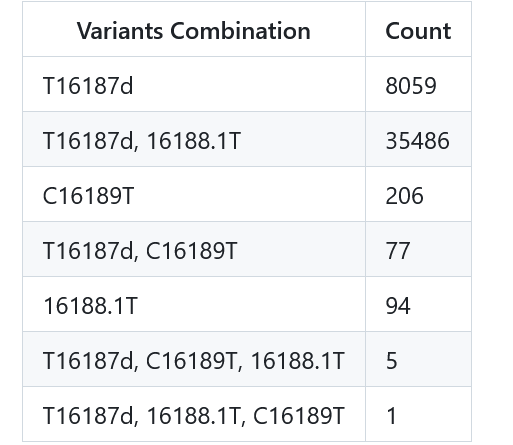 Variants Combination Count
T16187d 8059
T16187d, 16188.1T 35486
C16189T 206
T16187d, C16189T 77
16188.1T 94
T16187d, C16189T, 16188.1T 5
T16187d, 16188.1T, C16189T 1